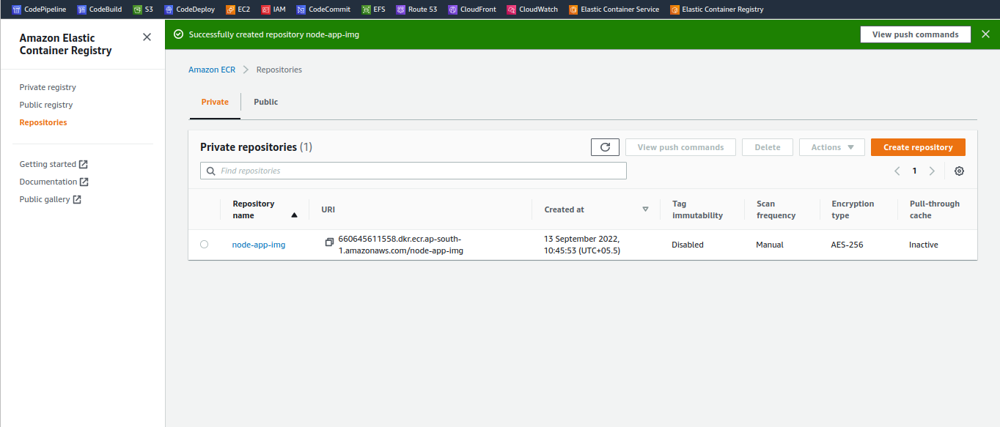 CodePipeline CodeBuild S3 CodeDeploy EC2 IAM CodeCommit EFS Route 53 CloudFront CloudWatch Elastic Container Service Elastic Container Registry
Amazon Elastic
Container Registry
Private registry
Public registry
Repositories
Getting started
Documentation
Public gallery
Successfully created repository node-app-img
View push commands
Amazon ECR Repositories
Private Public
Private repositories (1)
View push commands Delete Actions Create repository
Find repositories
1
Repository
name
URI
Created at
Tag
immutability
Scan
frequency
Encryption
type
Pull-through
cache
node-app-img
660645611558.dkr.ecr.ap-south-
1.amazonaws.com/node-app-img
13 September 2022,
10:45:53 (UTC+05.5)
Disabled
Manual
AES-256
Inactive